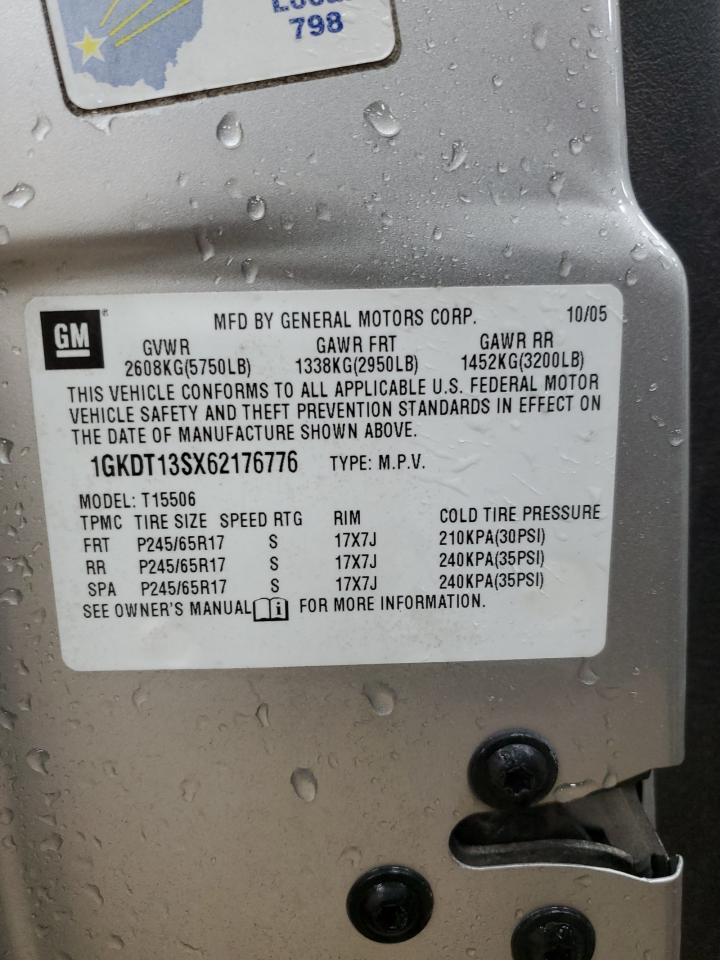 798
GM
MFD BY GENERAL MOTORS CORP. 10/05
GVWR GAWR FRT GAWR RR
2608KG(5750LB) 1338KG(2950LB) 1452KG(3200LB)
THIS VEHICLE CONFORMS TO ALL APPLICABLE U.S. FEDERAL MOTOR
VEHICLE SAFETY AND THEFT PREVENTION STANDARDS IN EFFECT ON
THE DATE OF MANUFACTURE SHOWN ABOVE.
1GKDT13SX62176776 TYPE: M.P.V.
MODEL: T15506
TPMC TIRE SIZE SPEED RTG RIM COLD TIRE PRESSURE
FRT P245/65R17 S 17X7J 210KPA(30PSI)
RR P245/65R17 S 17X7J 240KPA(35PSI)
SPA P245/65R17 S 17X7J 240KPA(35PSI)
SEE OWNER'S MANUAL i FOR MORE INFORMATION.